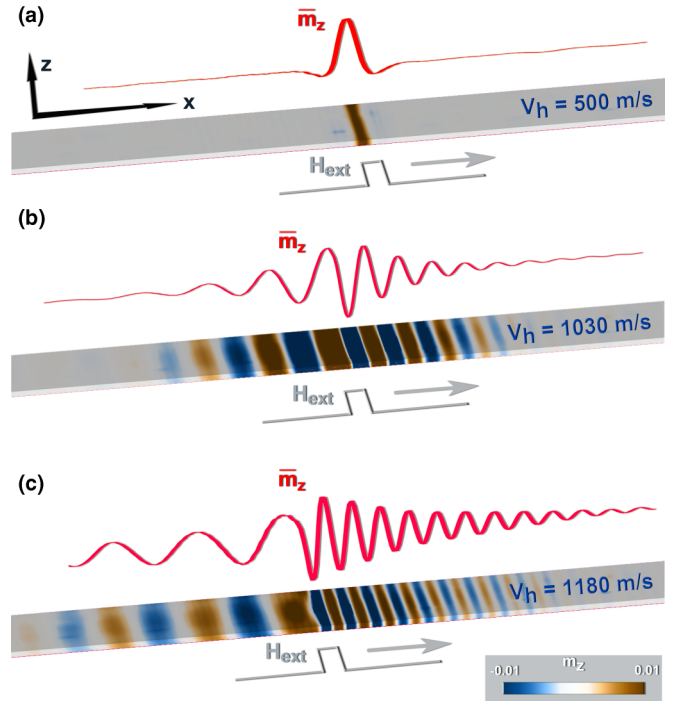 (a)
m̅z
z
x
Vh = 500 m/s
Hext
(b)
m̅z
Vh = 1030 m/s
Hext
(c)
m̅z
Vh = 1180 m/s
Hext
mz
-0.01 0.01